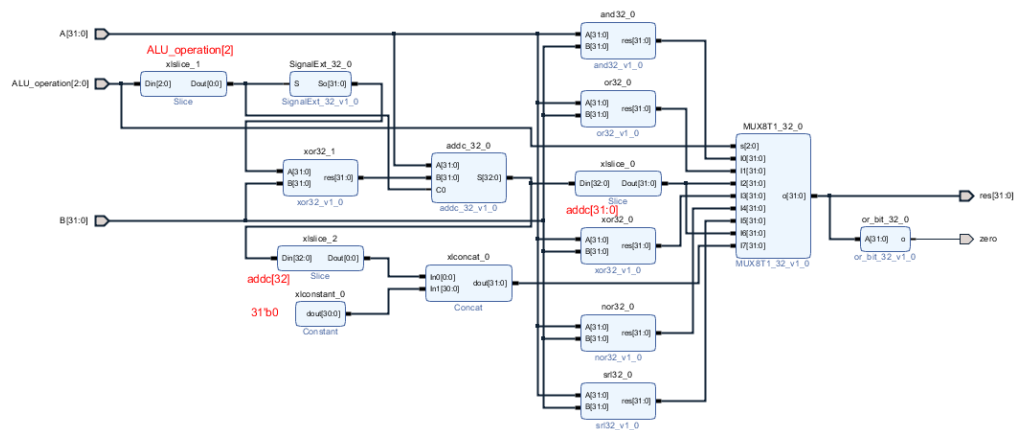 and32_0
A[31:0]
A[31:0]
B[31:0]
res[31:0]
and32_v1_0
ALU_operation[2]
xlslice_1
ALU_operation[2:0]
Din[2:0]
Dout[0:0]
Slice
SignalExt_32_0
S
So[31:0]
SignalExt_32_v1_0
or32_0
A[31:0]
B[31:0]
res[31:0]
or32_v1_0
xor32_1
A[31:0]
B[31:0]
res[31:0]
xor32_v1_0
addc_32_0
A[31:0]
B[31:0]
C0
S[32:0]
addc_32_v1_0
xlslice_0
Din[32:0]
Dout[31:0]
Slice
addc[31:0]
MUX8T1_32_0
s[2:0]
I0[31:0]
I1[31:0]
I2[31:0]
I3[31:0]
I4[31:0]
I5[31:0]
I6[31:0]
I7[31:0]
o[31:0]
MUX8T1_32_v1_0
res[31:0]
B[31:0]
xor32_0
A[31:0]
B[31:0]
res[31:0]
xor32_v1_0
or_bit_32_0
A[31:0]
o
or_bit_32_v1_0
zero
xlslice_2
Din[32:0]
Dout[0:0]
Slice
addc[32]
xlconcat_0
In0[0:0]
In1[30:0]
dout[31:0]
Concat
xlconstant_0
31'b0
dout[30:0]
Constant
nor32_0
A[31:0]
B[31:0]
res[31:0]
nor32_v1_0
srl32_0
A[31:0]
B[31:0]
res[31:0]
srl32_v1_0